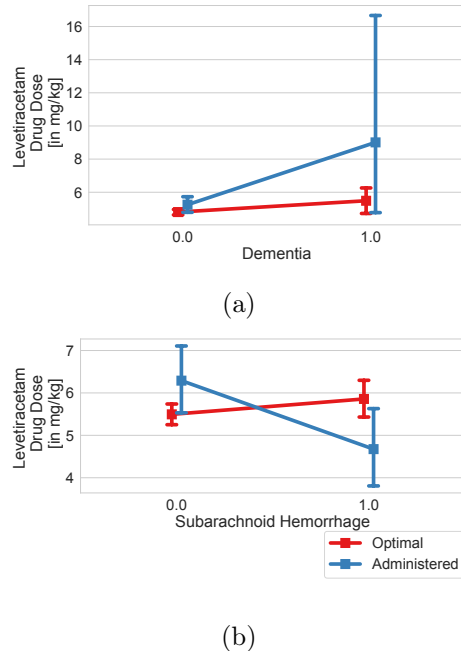 16
14
12
10
8
6
Levetiracetam
Drug Dose
[in mg/kg]
0.0
1.0
Dementia
(a)
7
6
5
4
Levetiracetam
Drug Dose
[in mg/kg]
0.0
1.0
Subarachnoid Hemorrhage
Optimal
Administered
(b)